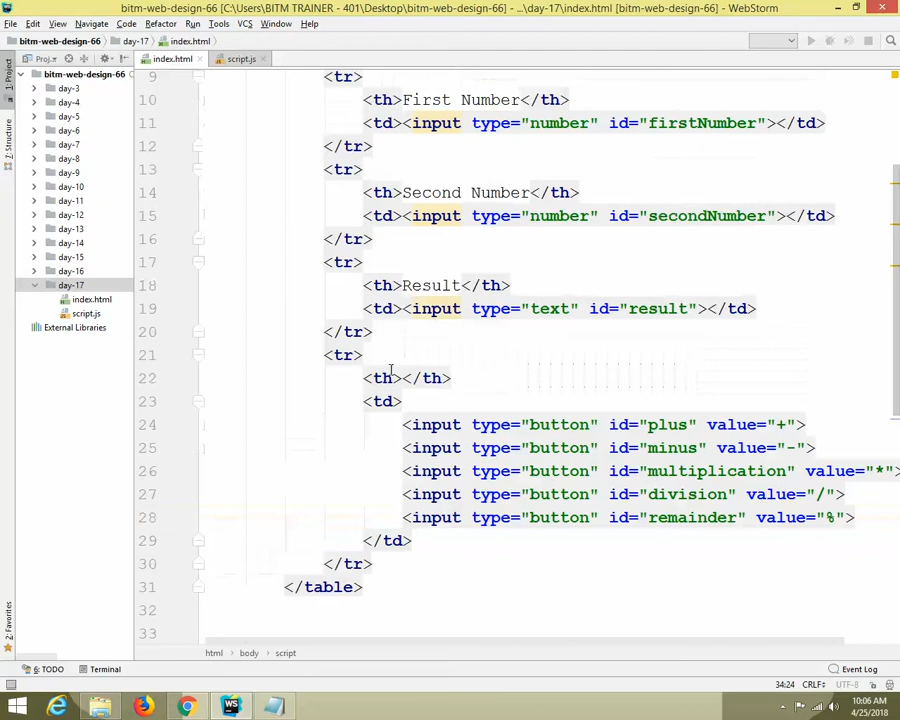 bitm-web-design-66 [C:\Users\BITM TRAINER - 401\Desktop\bitm-web-design-66] - ...\day-17\index.html [bitm-web-design-66] - WebStorm
File Edit View Navigate Code Refactor Run Tools VCS Window Help
bitm-web-design-66 day-17 index.html
Proj.. index.html script.js
1: Project
7: Structure
2: Favorites
bitm-web-design-66
day-3
day-4
day-5
day-6
day-7
day-8
day-9
day-10
day-11
day-12
day-13
day-14
day-15
day-16
day-17
index.html
script.js
External Libraries
9 <tr>
10 <th>First Number</th>
11 <td><input type="number" id="firstNumber"></td>
12 </tr>
13 <tr>
14 <th>Second Number</th>
15 <td><input type="number" id="secondNumber"></td>
16 </tr>
17 <tr>
18 <th>Result</th>
19 <td><input type="text" id="result"></td>
20 </tr>
21 <tr>
22 <th></th>
23 <td>
24 <input type="button" id="plus" value="+">
25 <input type="button" id="minus" value="-">
26 <input type="button" id="multiplication" value="*">
27 <input type="button" id="division" value="/">
28 <input type="button" id="remainder" value="%">
29 </td>
30 </tr>
31 </table>
32
33
html body script
6: TODO Terminal Event Log
34:24 CRLF÷ UTF-8÷
WS
10:06 AM
4/25/2018